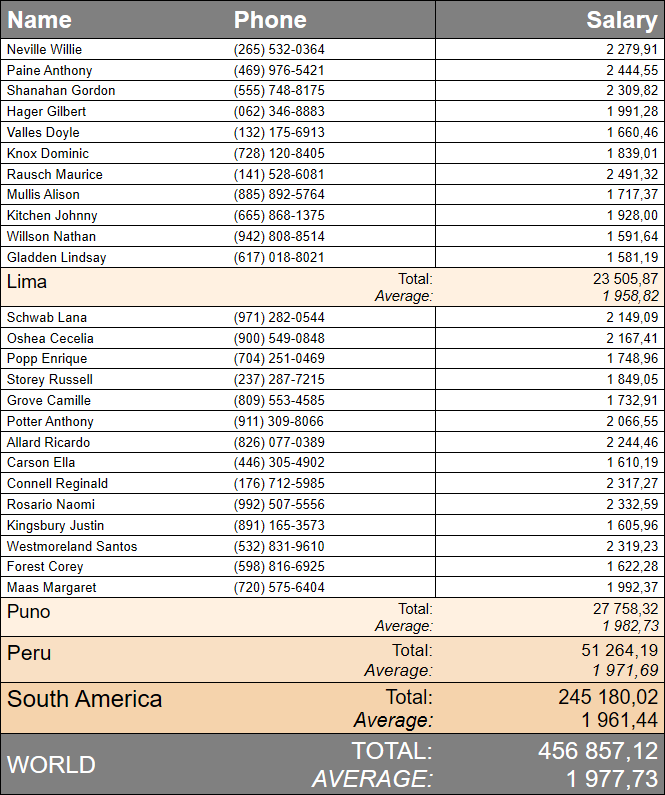 Name Phone Salary
Neville Willie (265) 532-0364 2 279,91
Paine Anthony (469) 976-5421 2 444,55
Shanahan Gordon (555) 748-8175 2 309,82
Hager Gilbert (062) 346-8883 1 991,28
Valles Doyle (132) 175-6913 1 660,46
Knox Dominic (728) 120-8405 1 839,01
Rausch Maurice (141) 528-6081 2 491,32
Mullis Alison (885) 892-5764 1 717,37
Kitchen Johnny (665) 868-1375 1 928,00
Willson Nathan (942) 808-8514 1 591,64
Gladden Lindsay (617) 018-8021 1 581,19
Lima Total: 23 505,87
Average: 1 958,82
Schwab Lana (971) 282-0544 2 149,09
Oshea Cecelia (900) 549-0848 2 167,41
Popp Enrique (704) 251-0469 1 748,96
Storey Russell (237) 287-7215 1 849,05
Grove Camille (809) 553-4585 1 732,91
Potter Anthony (911) 309-8066 2 066,55
Allard Ricardo (826) 077-0389 2 244,46
Carson Ella (446) 305-4902 1 610,19
Connell Reginald (176) 712-5985 2 317,27
Rosario Naomi (992) 507-5556 2 332,59
Kingsbury Justin (891) 165-3573 1 605,96
Westmoreland Santos (532) 831-9610 2 319,23
Forest Corey (598) 816-6925 1 622,28
Maas Margaret (720) 575-6404 1 992,37
Puno Total: 27 758,32
Average: 1 982,73
Peru Total: 51 264,19
Average: 1 971,69
South America Total: 245 180,02
Average: 1 961,44
WORLD TOTAL: 456 857,12
AVERAGE: 1 977,73